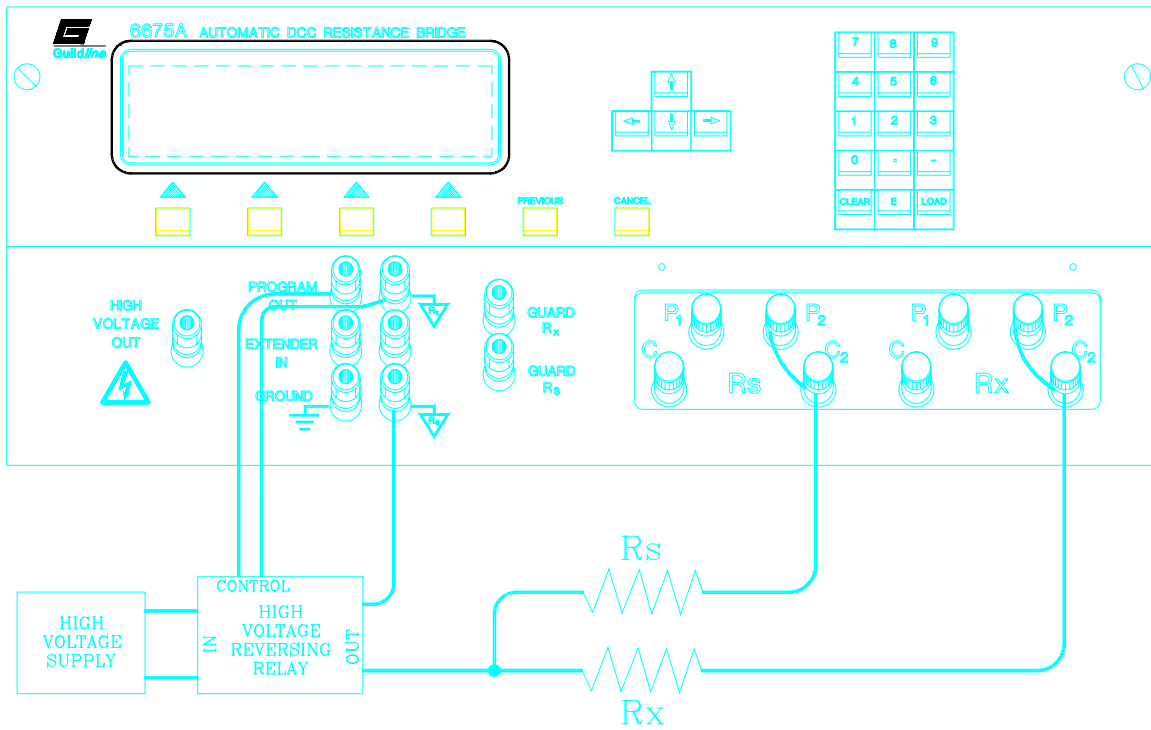 Guildline
6675A AUTOMATIC DCC RESISTANCE BRIDGE
7 8 9
4 5 6
1 2 3
0 . -
CLEAR E LOAD
PREVIOUS
CANCEL
HIGH
VOLTAGE
OUT
PROGRAM
OUT
Rx
EXTENDER
IN
GROUND
Rs
GUARD
Rx
GUARD
Rs
P1
P2
C
C2
Rs
P1
P2
C
C2
Rx
HIGH
VOLTAGE
SUPPLY
CONTROL
IN
HIGH
VOLTAGE
REVERSING
RELAY
OUT
Rs
Rx